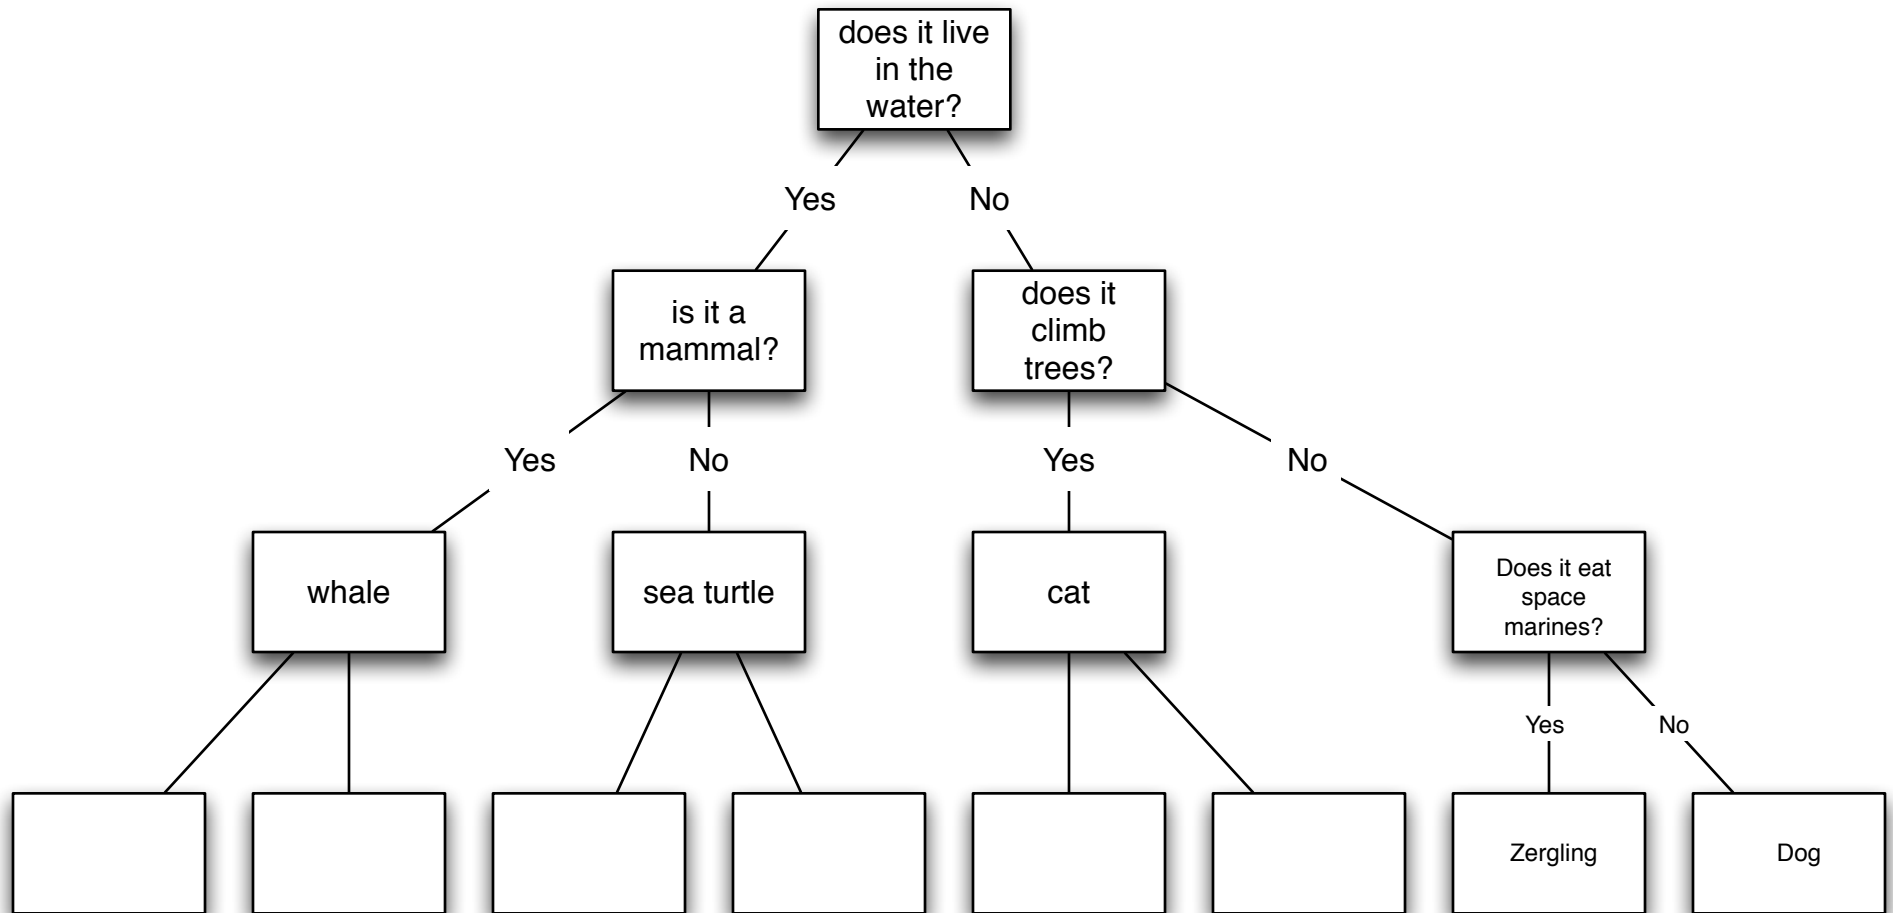 does it live
in the
water?
Yes
No
is it a
mammal?
does it
climb
trees?
Yes
No
Yes
No
whale
sea turtle
cat
Does it eat
space
marines?
Yes
No
Zergling
Dog